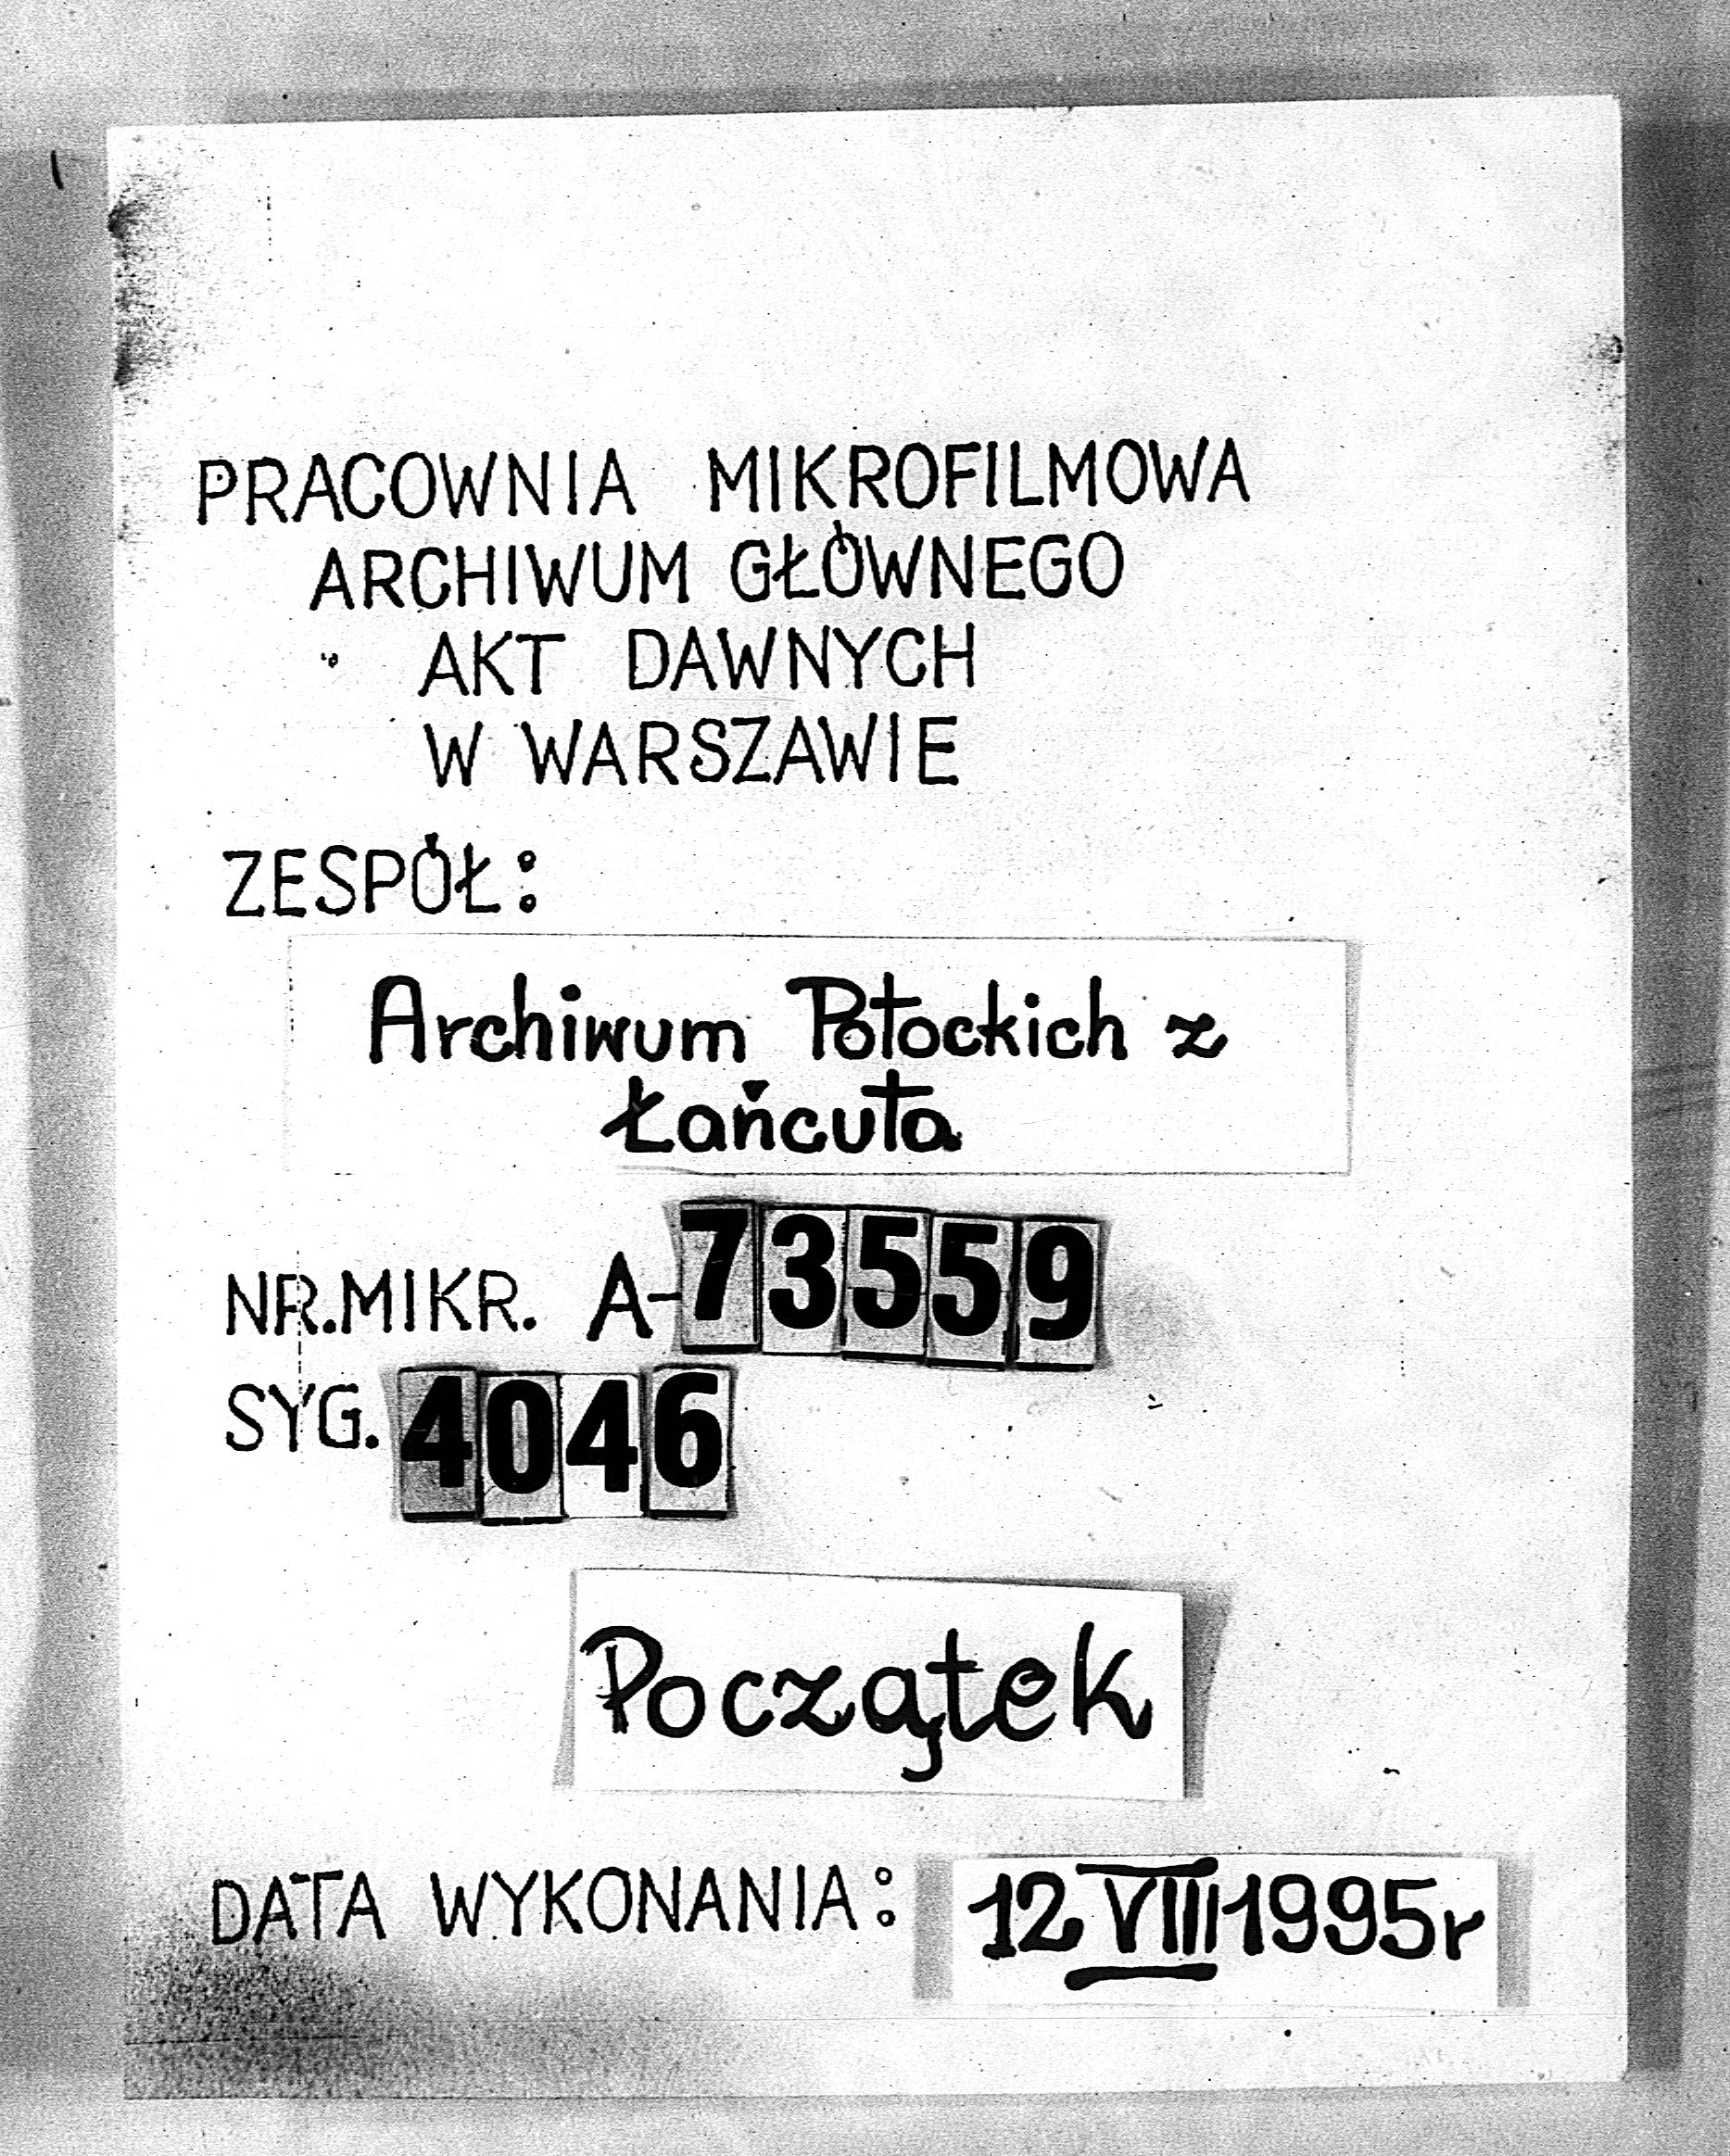 PRACOWNIA MIKROFILMOWA
ARCHIWUM GŁÓWNEGO
AKT DAWNYCH
W WARSZAWIE
ZESPÓŁ:
Archiwum Potockich z
Łańcuta
NR.MIKR. A-73559
SYG. 4046
Początek
DATA WYKONANIA: 12 VIII 1995r